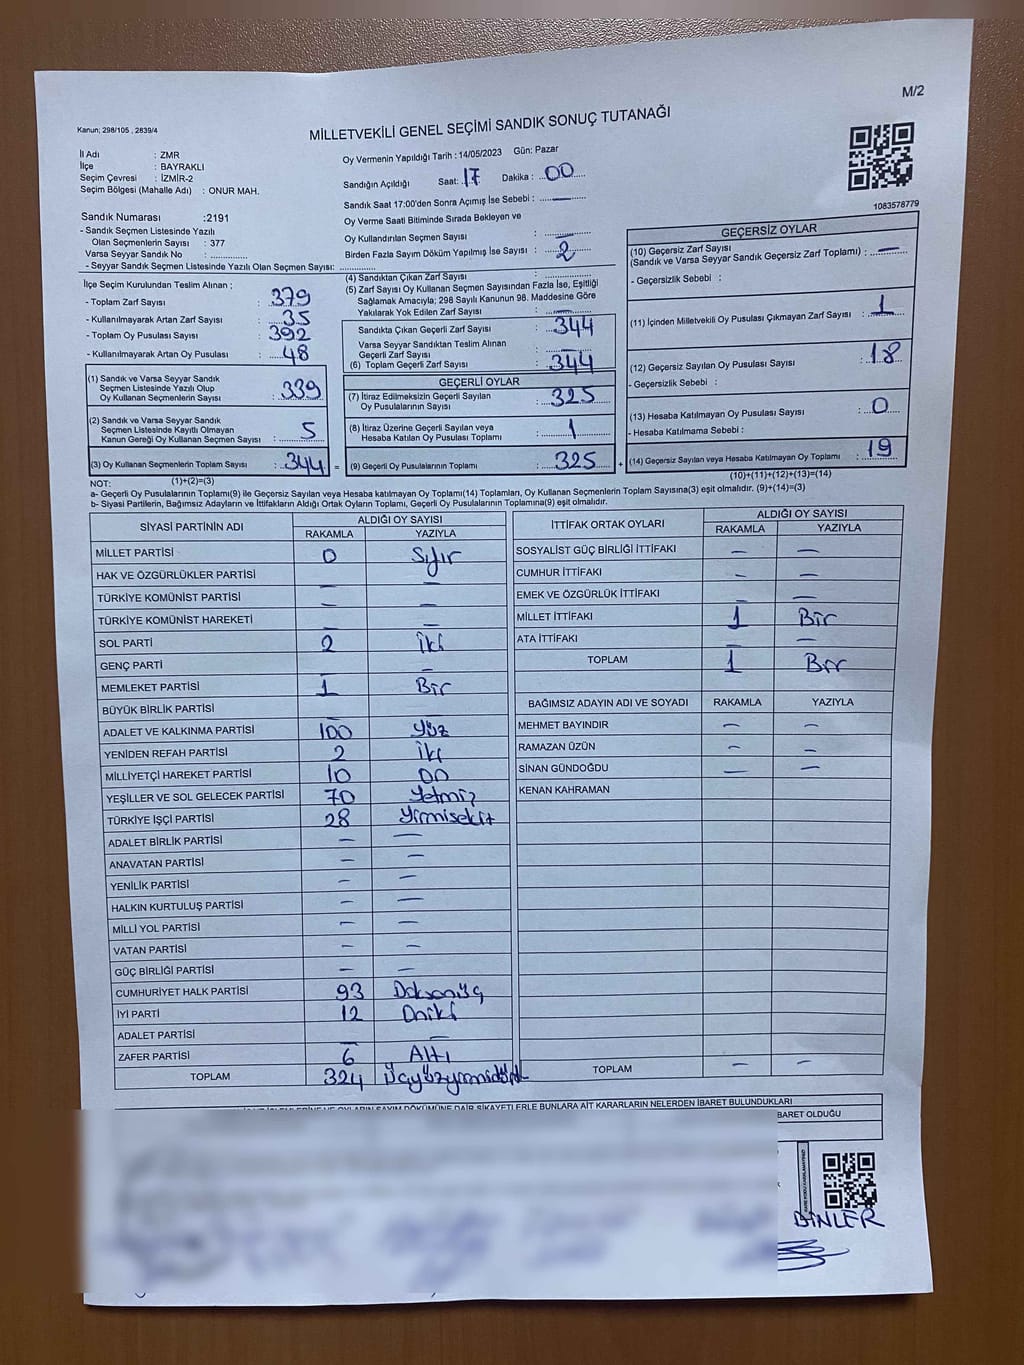 M/2
Kanun; 298/105 , 2839/4
MİLLETVEKİLİ GENEL SEÇİMİ SANDIK SONUÇ TUTANAĞI
İl Adı : ZMR
İlçe : BAYRAKLI
Seçim Çevresi : İZMİR-2
Seçim Bölgesi (Mahalle Adı) : ONUR MAH.
Sandık Numarası :2191
- Sandık Seçmen Listesinde Yazılı
Olan Seçmenlerin Sayısı : 377
Varsa Seyyar Sandık No : ..............
- Seyyar Sandık Seçmen Listesinde Yazılı Olan Seçmen Sayısı: ..............
Oy Vermenin Yapıldığı Tarih : 14/05/2023 Gün: Pazar
Sandığın Açıldığı Saat: 17 Dakika : 00
Sandık Saat 17:00'den Sonra Açımış İse Sebebi : —
Oy Verme Saati Bitiminde Sırada Bekleyen ve
Oy Kullandırılan Seçmen Sayısı : —
Birden Fazla Sayım Döküm Yapılmış İse Sayısı : 2
1083578779
İlçe Seçim Kurulundan Teslim Alınan ;
- Toplam Zarf Sayısı : 379
- Kullanılmayarak Artan Zarf Sayısı : 35
- Toplam Oy Pusulası Sayısı : 392
- Kullanılmayarak Artan Oy Pusulası : 48
(1) Sandık ve Varsa Seyyar Sandık
Seçmen Listesinde Yazılı Olup
Oy Kullanan Seçmenlerin Sayısı : 339
(2) Sandık ve Varsa Seyyar Sandık
Seçmen Listesinde Kayıtlı Olmayan
Kanun Gereği Oy Kullanan Seçmen Sayısı : 5
(3) Oy Kullanan Seçmenlerin Toplam Sayısı : 344 =
(1)+(2)=(3)
(4) Sandıktan Çıkan Zarf Sayısı : ..............
(5) Zarf Sayısı Oy Kullanan Seçmen Sayısından Fazla İse, Eşitliği
Sağlamak Amacıyla; 298 Sayılı Kanunun 98. Maddesine Göre
Yakılarak Yok Edilen Zarf Sayısı : —
Sandıkta Çıkan Geçerli Zarf Sayısı : 344
Varsa Seyyar Sandıktan Teslim Alınan
Geçerli Zarf Sayısı : —
(6) Toplam Geçerli Zarf Sayısı : 344
GEÇERLİ OYLAR
(7) İtiraz Edilmeksizin Geçerli Sayılan
Oy Pusulalarının Sayısı : 325
(8) İtiraz Üzerine Geçerli Sayılan veya
Hesaba Katılan Oy Pusulası Toplamı : 1
(9) Geçerli Oy Pusulalarının Toplamı : 325 +
GEÇERSİZ OYLAR
(10) Geçersiz Zarf Sayısı
(Sandık ve Varsa Seyyar Sandık Geçersiz Zarf Toplamı) : —
- Geçersizlik Sebebi :
(11) İçinden Milletvekili Oy Pusulası Çıkmayan Zarf Sayısı : 1
(12) Geçersiz Sayılan Oy Pusulası Sayısı : 18
- Geçersizlik Sebebi :
(13) Hesaba Katılmayan Oy Pusulası Sayısı : 0
- Hesaba Katılmama Sebebi :
(14) Geçersiz Sayılan veya Hesaba Katılmayan Oy Toplamı : 19
(10)+(11)+(12)+(13)=(14)
NOT:
a- Geçerli Oy Pusulalarının Toplamı(9) ile Geçersiz Sayılan veya Hesaba katılmayan Oy Toplamı(14) Toplamları, Oy Kullanan Seçmenlerin Toplam Sayısına(3) eşit olmalıdır. (9)+(14)=(3)
b- Siyasi Partilerin, Bağımsız Adayların ve İttifakların Aldığı Ortak Oyların Toplamı, Geçerli Oy Pusulalarının Toplamına(9) eşit olmalıdır.
SİYASİ PARTİNİN ADI ALDIĞI OY SAYISI
RAKAMLA YAZIYLA
MİLLET PARTİSİ 0 Sıfır
HAK VE ÖZGÜRLÜKLER PARTİSİ — —
TÜRKİYE KOMÜNİST PARTİSİ — —
TÜRKİYE KOMÜNİST HAREKETİ — —
SOL PARTİ 2 İki
GENÇ PARTİ —
MEMLEKET PARTİSİ 1 Bir
BÜYÜK BİRLİK PARTİSİ
ADALET VE KALKINMA PARTİSİ 100 Yüz
YENİDEN REFAH PARTİSİ 2 İki
MİLLİYETÇİ HAREKET PARTİSİ 10 On
YEŞİLLER VE SOL GELECEK PARTİSİ 70 Yetmiş
TÜRKİYE İŞÇİ PARTİSİ 28 Yirmisekiz
ADALET BİRLİK PARTİSİ — —
ANAVATAN PARTİSİ — —
YENİLİK PARTİSİ — —
HALKIN KURTULUŞ PARTİSİ — —
MİLLİ YOL PARTİSİ — —
VATAN PARTİSİ — —
GÜÇ BİRLİĞİ PARTİSİ — —
CUMHURİYET HALK PARTİSİ 93 Doksanüç
İYİ PARTİ 12 Oniki
ADALET PARTİSİ — —
ZAFER PARTİSİ 6 Altı
TOPLAM 324 Üçyüzyirmidört
İTTİFAK ORTAK OYLARI ALDIĞI OY SAYISI
RAKAMLA YAZIYLA
SOSYALİST GÜÇ BİRLİĞİ İTTİFAKI — —
CUMHUR İTTİFAKI — —
EMEK VE ÖZGÜRLÜK İTTİFAKI — —
MİLLET İTTİFAKI 1 Bir
ATA İTTİFAKI — —
TOPLAM 1 Bir
BAĞIMSIZ ADAYIN ADI VE SOYADI RAKAMLA YAZIYLA
MEHMET BAYINDIR — —
RAMAZAN ÜZÜN — —
SİNAN GÜNDOĞDU — —
KENAN KAHRAMAN
TOPLAM — —
VE OYLARIN SAYIM DÖKÜMÜNE DAİR ŞİKAYETLERLE BUNLARA AİT KARARLARIN NELERDEN İBARET BULUNDUKLARI
BARET OLDUĞU
BİNLER